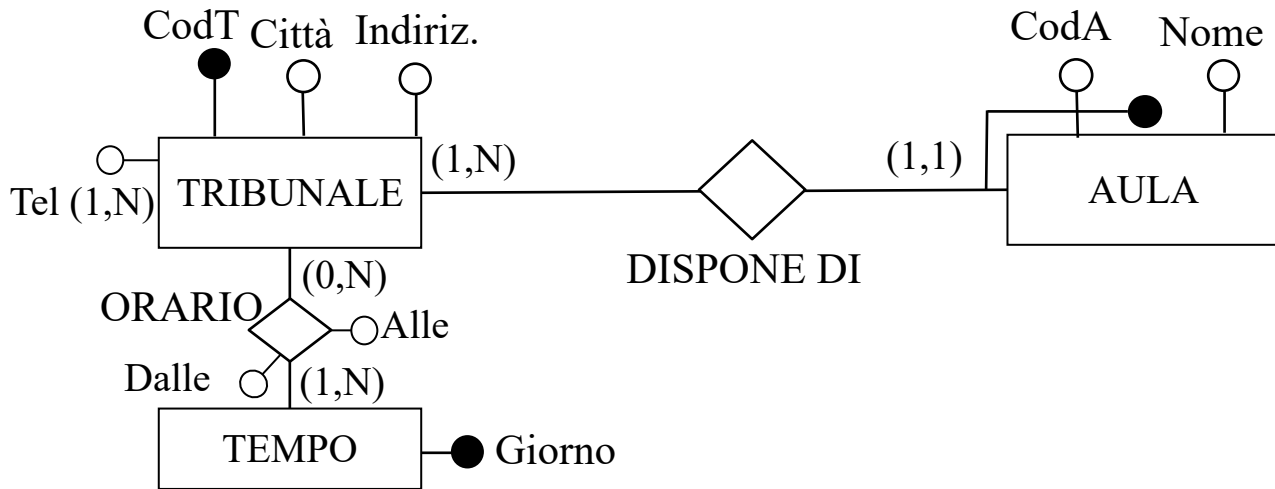 CodT Città Indiriz.
CodA Nome
(1,N) (1,1)
Tel (1,N) TRIBUNALE AULA
(0,N) DISPONE DI
ORARIO Alle
Dalle (1,N)
TEMPO Giorno